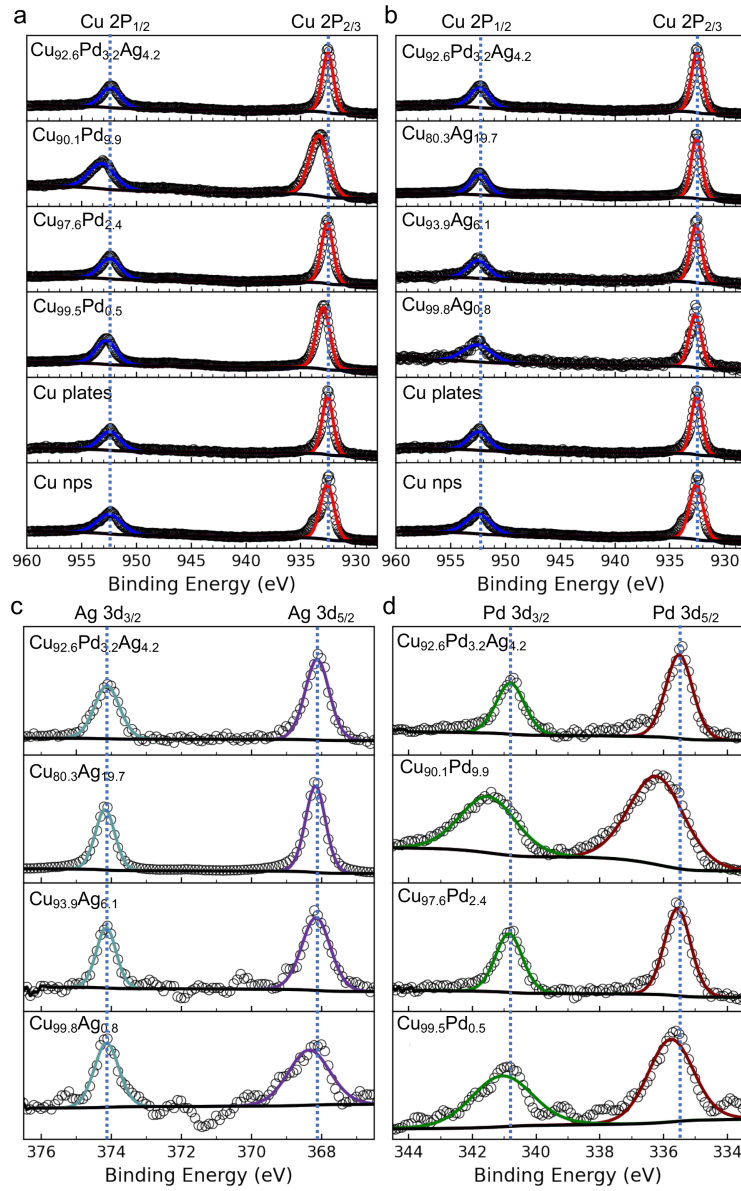 a
Cu 2P1/2 Cu 2P2/3
Cu92.6Pd3.2Ag4.2
Cu90.1Pd9.9
Cu97.6Pd2.4
Cu99.5Pd0.5
Cu plates
Cu nps
960 955 950 945 940 935 930
Binding Energy (eV)
b
Cu 2P1/2 Cu 2P2/3
Cu92.6Pd3.2Ag4.2
Cu80.3Ag19.7
Cu93.9Ag6.1
Cu99.8Ag0.8
Cu plates
Cu nps
960 955 950 945 940 935 930
Binding Energy (eV)
c
Ag 3d3/2 Ag 3d5/2
Cu92.6Pd3.2Ag4.2
Cu80.3Ag19.7
Cu93.9Ag6.1
Cu99.8Ag0.8
376 374 372 370 368
Binding Energy (eV)
d
Pd 3d3/2 Pd 3d5/2
Cu92.6Pd3.2Ag4.2
Cu90.1Pd9.9
Cu97.6Pd2.4
Cu99.5Pd0.5
344 342 340 338 336 334
Binding Energy (eV)